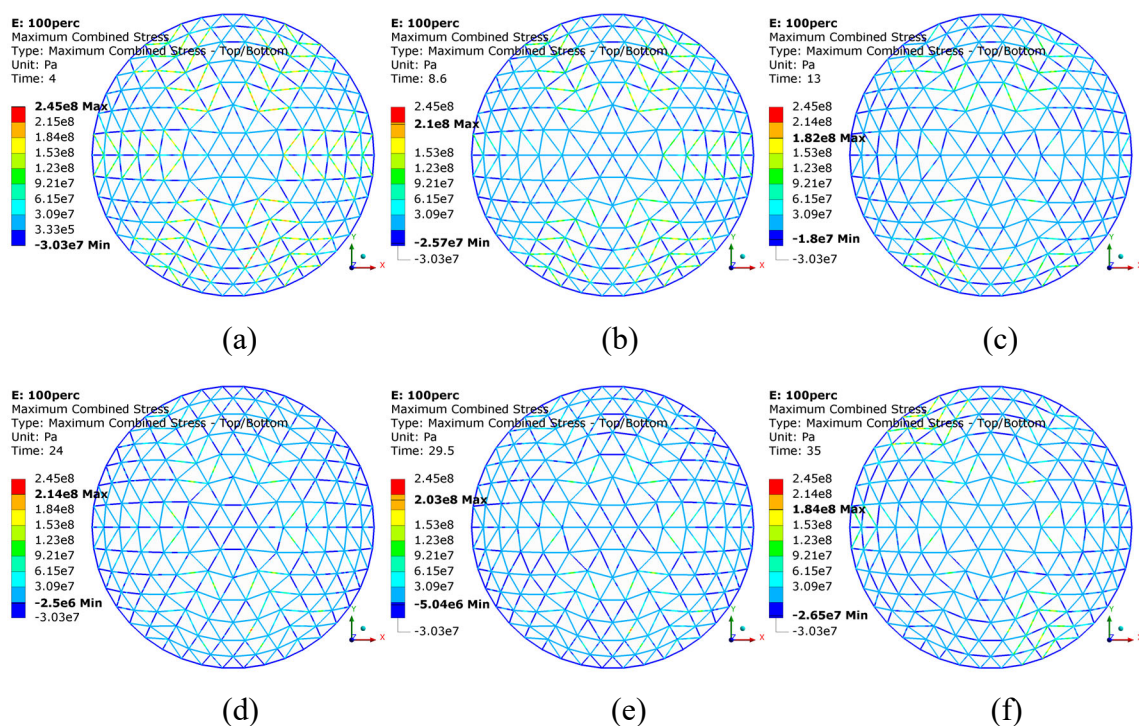 E: 100perc
Maximum Combined Stress
Type: Maximum Combined Stress - Top/Bottom
Unit: Pa
Time: 4
2.45e8 Max
2.15e8
1.84e8
1.53e8
1.23e8
9.21e7
6.15e7
3.09e7
3.33e5
-3.03e7 Min
Y
Z
X
(a)
E: 100perc
Maximum Combined Stress
Type: Maximum Combined Stress - Top/Bottom
Unit: Pa
Time: 8.6
2.45e8
2.1e8 Max
1.53e8
1.23e8
9.21e7
6.15e7
3.09e7
-2.57e7 Min
-3.03e7
Y
Z
X
(b)
E: 100perc
Maximum Combined Stress
Type: Maximum Combined Stress - Top/Bottom
Unit: Pa
Time: 13
2.45e8
2.14e8
1.82e8 Max
1.53e8
1.23e8
9.21e7
6.15e7
3.09e7
-1.8e7 Min
-3.03e7
Y
Z
X
(c)
E: 100perc
Maximum Combined Stress
Type: Maximum Combined Stress - Top/Bottom
Unit: Pa
Time: 24
2.45e8
2.14e8 Max
1.84e8
1.53e8
1.23e8
9.21e7
6.15e7
3.09e7
-2.5e6 Min
-3.03e7
Y
Z
X
(d)
E: 100perc
Maximum Combined Stress
Type: Maximum Combined Stress - Top/Bottom
Unit: Pa
Time: 29.5
2.45e8
2.03e8 Max
1.53e8
1.23e8
9.21e7
6.15e7
3.09e7
-5.04e6 Min
-3.03e7
Y
Z
X
(e)
E: 100perc
Maximum Combined Stress
Type: Maximum Combined Stress - Top/Bottom
Unit: Pa
Time: 35
2.45e8
2.14e8
1.84e8 Max
1.53e8
1.23e8
9.21e7
6.15e7
3.09e7
-2.65e7 Min
-3.03e7
Y
Z
X
(f)